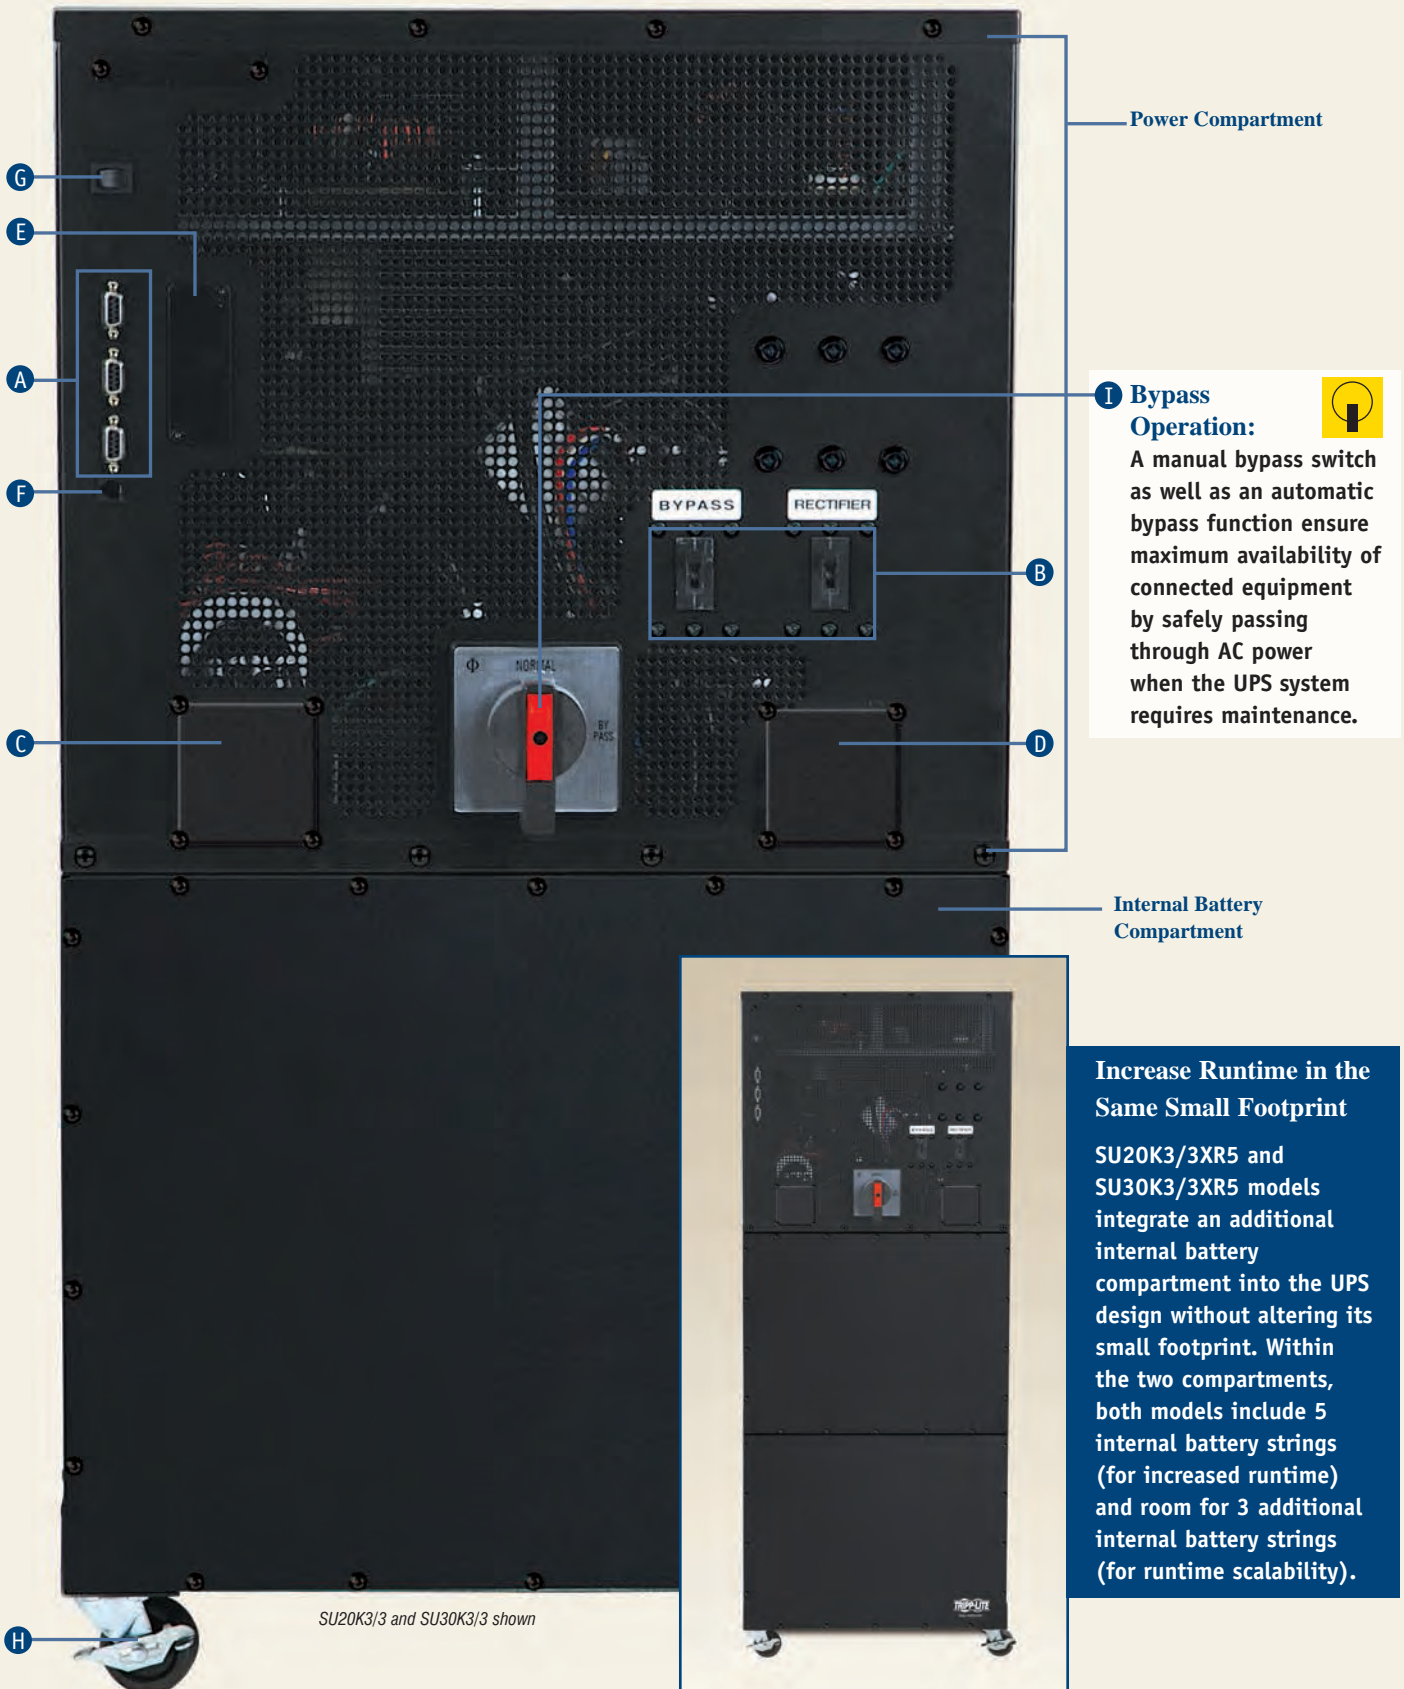 Power Compartment
G
E
A
F
I
Bypass
Operation:
A manual bypass switch
as well as an automatic
bypass function ensure
maximum availability of
connected equipment
by safely passing
through AC power
when the UPS system
requires maintenance.
BYPASS
RECTIFIER
B
Φ
NORMAL
BY
PASS
C
D
Internal Battery
Compartment
BYPASS
RECTIFIER
Increase Runtime in the
Same Small Footprint
SU20K3/3XR5 and
SU30K3/3XR5 models
integrate an additional
internal battery
compartment into the UPS
design without altering its
small footprint. Within
the two compartments,
both models include 5
internal battery strings
(for increased runtime)
and room for 3 additional
internal battery strings
(for runtime scalability).
TRIPP-LITE
SU20K3/3 and SU30K3/3 shown
H